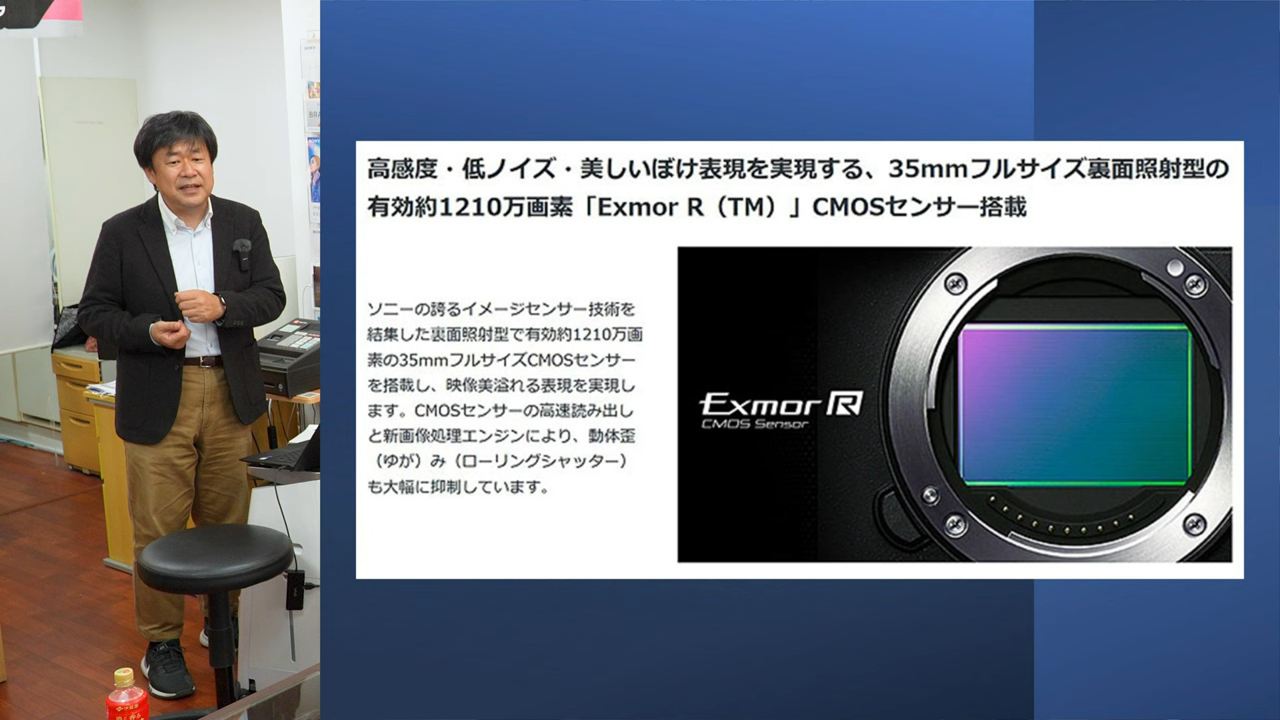 高感度・低ノイズ・美しいぼけ表現を実現する、35mmフルサイズ裏面照射型の
有効約1210万画素「Exmor R（TM）」CMOSセンサー搭載
ソニーの誇るイメージセンサー技術を
結集した裏面照射型で有効約1210万画
素の35mmフルサイズCMOSセンサー
を搭載し、映像美溢れる表現を実現し
ます。CMOSセンサーの高速読み出し
と新画像処理エンジンにより、動体歪
（ゆが）み（ローリングシャッター）
も大幅に抑制しています。
Exmor R
CMOS Sensor